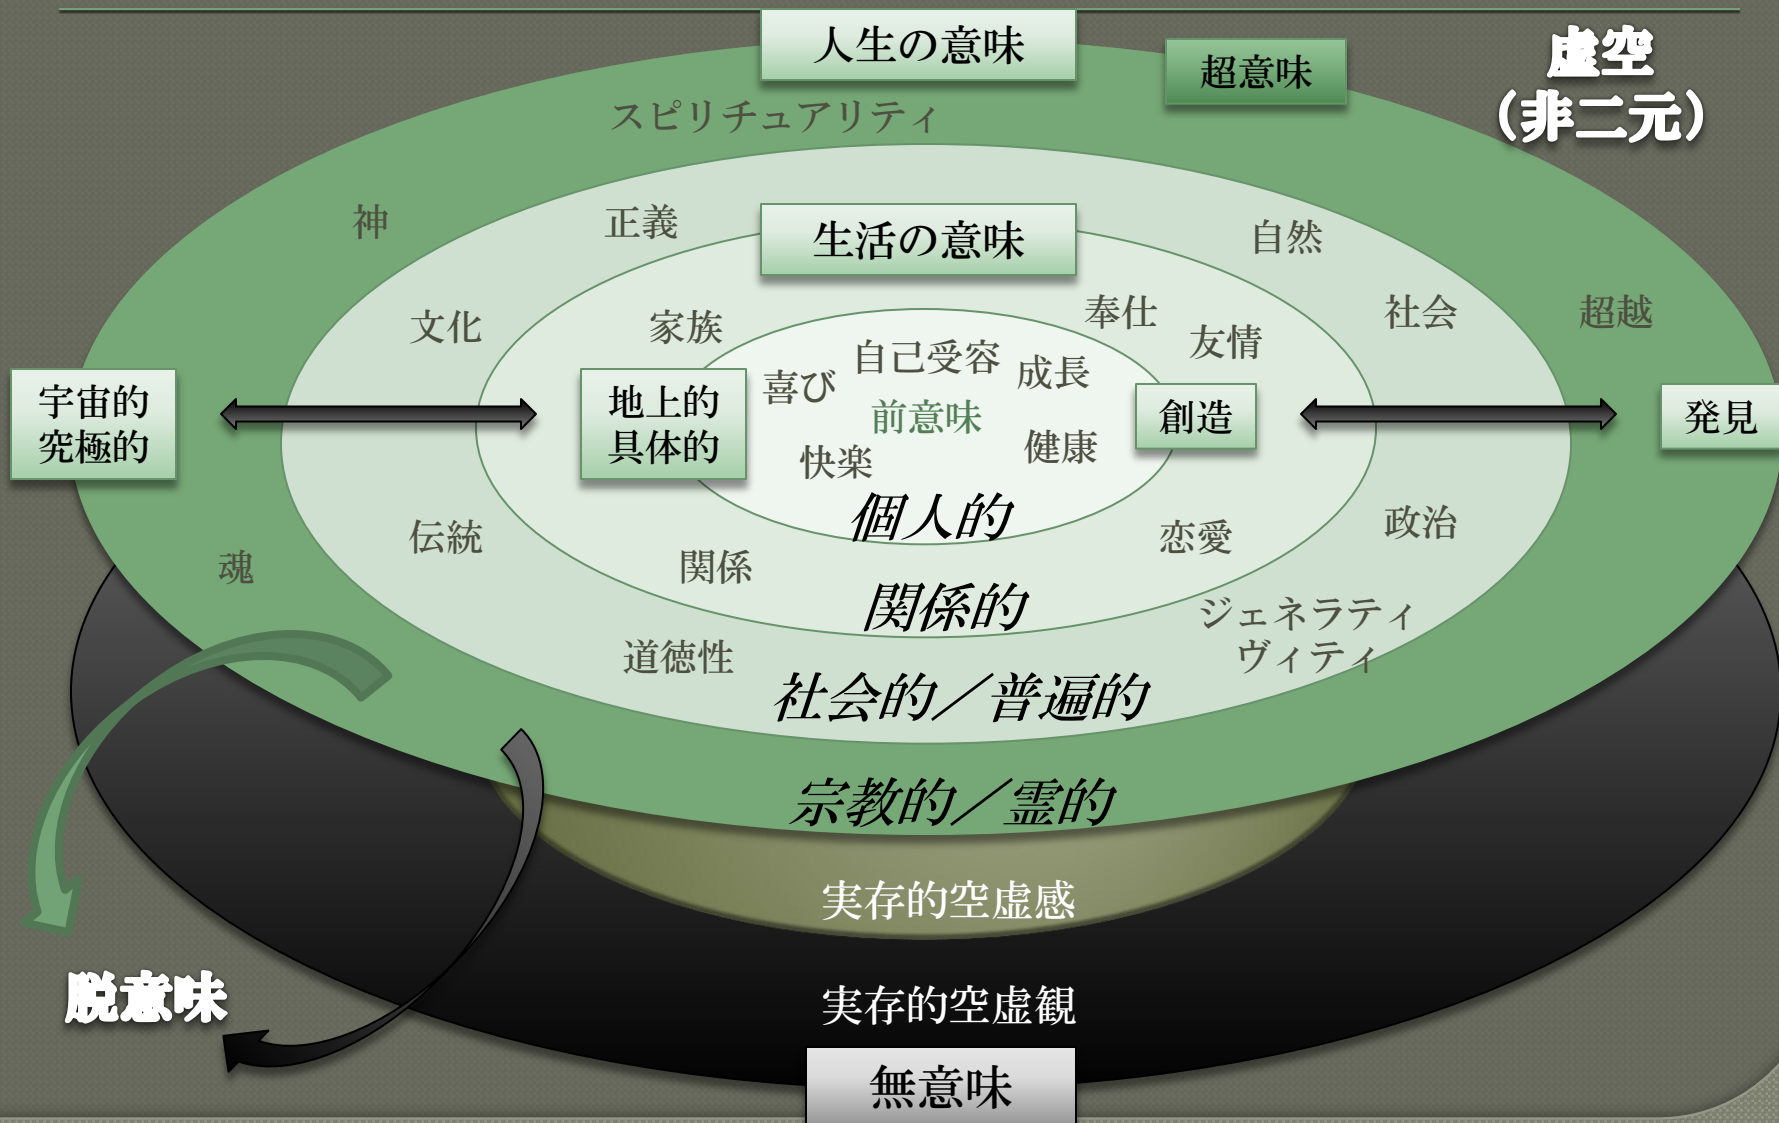 人生の意味
超意味
虚空
（非二元）
スピリチュアリティ
神
正義
生活の意味
自然
文化
家族
奉仕
友情
社会
超越
自己受容
成長
喜び
前意味
宇宙的
究極的
地上的
具体的
創造
発見
快楽
健康
個人的
伝統
政治
魂
関係
恋愛
関係的
ジェネラティ
ヴィティ
道徳性
社会的／普遍的
宗教的／霊的
実存的空虚感
脱意味
実存的空虚観
無意味